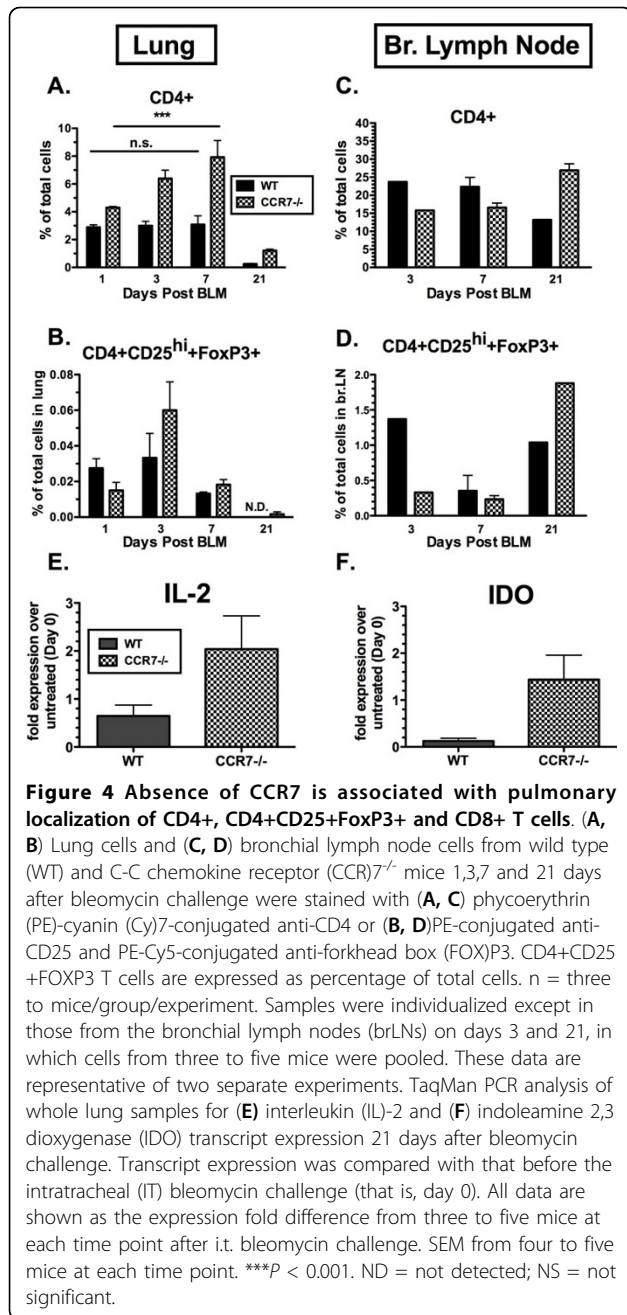 Lung
Br. Lymph Node
A.
CD4+
***
n.s.
% of total cells
10
8
6
4
2
0
WT
CCR7-/-
1 3 7 21
Days Post BLM
C.
CD4+
% of total cells
40
35
30
25
20
15
10
5
0
3 7 21
Days Post BLM
B.
CD4+CD25hi+FoxP3+
% of total cells in lung
0.08
0.06
0.04
0.02
0.00
N.D.
1 3 7 21
Days Post BLM
D.
CD4+CD25hi+FoxP3+
% of total cells in br.LN
2.0
1.5
1.0
0.5
0.0
3 7 21
Days Post BLM
E.
IL-2
fold expression over
untreated (Day 0)
3
2
1
0
WT
CCR7-/-
WT CCR7-/-
F.
IDO
fold expression over
untreated (Day 0)
3
2
1
0
WT CCR7-/-
Figure 4 Absence of CCR7 is associated with pulmonary
localization of CD4+, CD4+CD25+FoxP3+ and CD8+ T cells. (A,
B) Lung cells and (C, D) bronchial lymph node cells from wild type
(WT) and C-C chemokine receptor (CCR)7-/- mice 1,3,7 and 21 days
after bleomycin challenge were stained with (A, C) phycoerythrin
(PE)-cyanin (Cy)7-conjugated anti-CD4 or (B, D)PE-conjugated anti-
CD25 and PE-Cy5-conjugated anti-forkhead box (FOX)P3. CD4+CD25
+FOXP3 T cells are expressed as percentage of total cells. n = three
to mice/group/experiment. Samples were individualized except in
those from the bronchial lymph nodes (brLNs) on days 3 and 21, in
which cells from three to five mice were pooled. These data are
representative of two separate experiments. TaqMan PCR analysis of
whole lung samples for (E) interleukin (IL)-2 and (F) indoleamine 2,3
dioxygenase (IDO) transcript expression 21 days after bleomycin
challenge. Transcript expression was compared with that before the
intratracheal (IT) bleomycin challenge (that is, day 0). All data are
shown as the expression fold difference from three to five mice at
each time point after i.t. bleomycin challenge. SEM from four to five
mice at each time point. ***P < 0.001. ND = not detected; NS = not
significant.